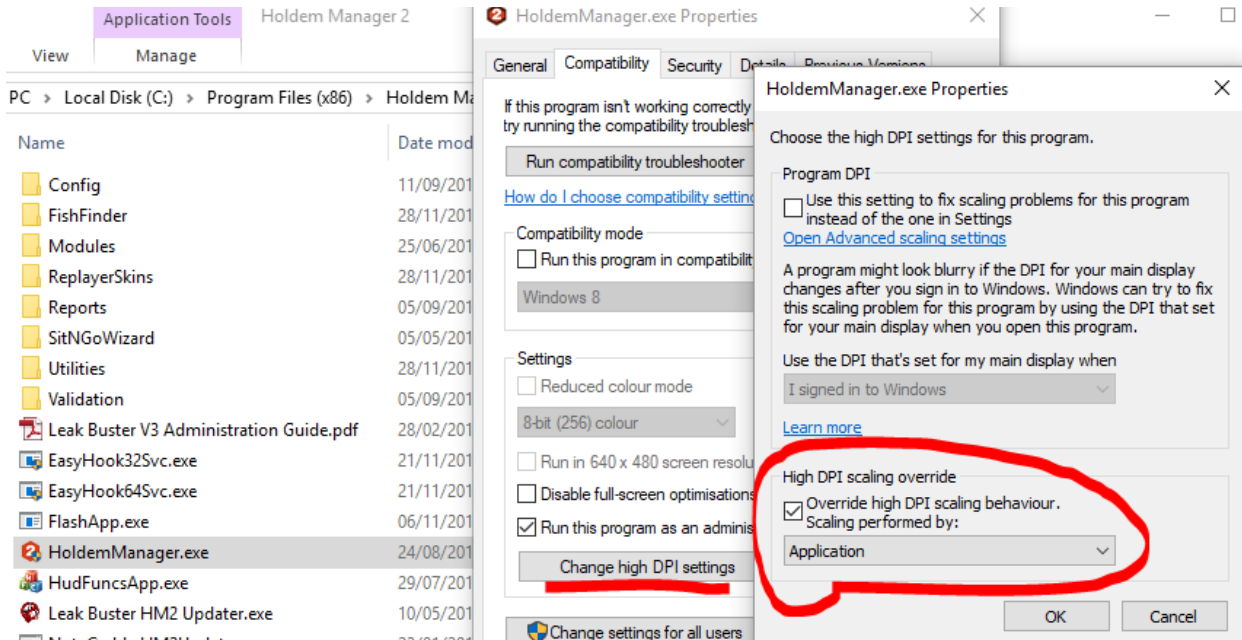 Application Tools
Holdem Manager 2
View
Manage
PC > Local Disk (C:) > Program Files (x86) > Holdem Ma
Name
Date mod
Config
11/09/201
FishFinder
28/11/201
Modules
25/06/201
ReplayerSkins
28/11/201
Reports
05/09/201
SitNGoWizard
05/05/201
Utilities
28/11/201
Validation
05/09/201
Leak Buster V3 Administration Guide.pdf
28/02/201
EasyHook32Svc.exe
21/11/201
EasyHook64Svc.exe
21/11/201
FlashApp.exe
06/11/201
HoldemManager.exe
24/08/201
HudFuncsApp.exe
29/07/201
Leak Buster HM2 Updater.exe
10/05/201
HoldemManager.exe Properties
General
Compatibility
Security
Details
Previous Versions
If this program isn't working correctly
try running the compatibility troublesh
Run compatibility troubleshooter
How do I choose compatibility setting
Compatibility mode
Run this program in compatibilit
Windows 8
Settings
Reduced colour mode
8-bit (256) colour
Run in 640 x 480 screen resolu
Disable full-screen optimisations
Run this program as an adminis
Change high DPI settings
Change settings for all users
HoldemManager.exe Properties
Choose the high DPI settings for this program.
Program DPI
Use this setting to fix scaling problems for this program
instead of the one in Settings
Open Advanced scaling settings
A program might look blurry if the DPI for your main display
changes after you sign in to Windows. Windows can try to fix
this scaling problem for this program by using the DPI that set
for your main display when you open this program.
Use the DPI that's set for my main display when
I signed in to Windows
Learn more
High DPI scaling override
Override high DPI scaling behaviour.
Scaling performed by:
Application
OK
Cancel